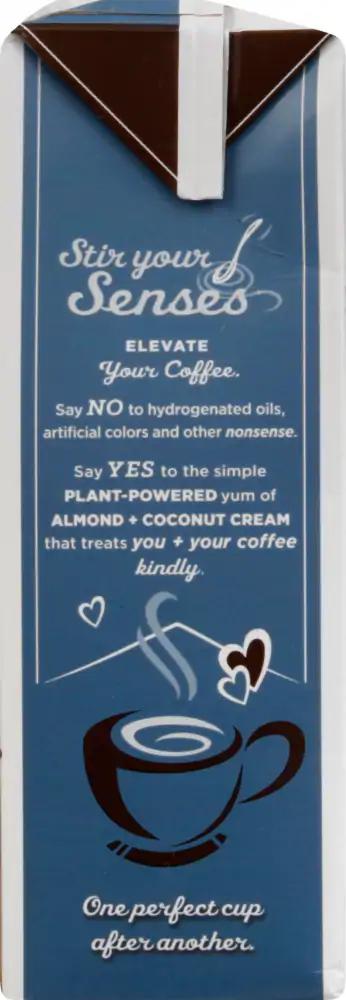 Stir your
Senses
ELEVATE
Your Coffee.
Say NO to hydrogenated oils,
artificial colors and other nonsense.
Say YES to the simple
PLANT-POWERED yum of
ALMOND + COCONUT CREAM
that treats you + your coffee
kindly.
One perfect cup
after another.